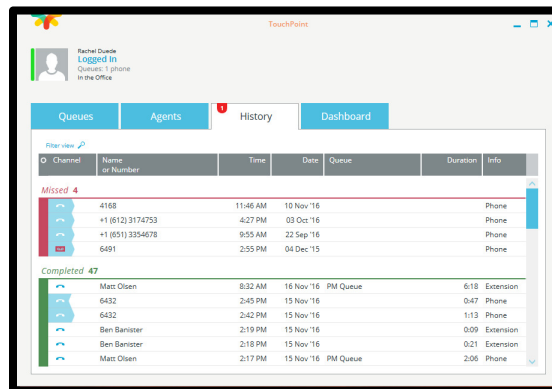 TouchPoint
Rachel Duede
Logged In
Queues: 1 phone
In the Office
Queues Agents 1 History Dashboard
Filter view
Channel Name or Number Time Date Queue Duration Info
Missed 4
4168 11:46 AM 10 Nov '16 Phone
+1 (612) 3174753 4:27 PM 03 Oct '16 Phone
+1 (651) 3354678 9:55 AM 22 Sep '16 Phone
6491 2:55 PM 04 Dec '15 Phone
Completed 47
Matt Olsen 8:32 AM 16 Nov '16 PM Queue 6:18 Extension
6432 2:45 PM 15 Nov '16 0:47 Phone
6432 2:42 PM 15 Nov '16 1:13 Phone
Ben Banister 2:19 PM 15 Nov '16 0:09 Extension
Ben Banister 2:18 PM 15 Nov '16 0:21 Extension
Matt Olsen 2:17 PM 15 Nov '16 PM Queue 2:06 Phone